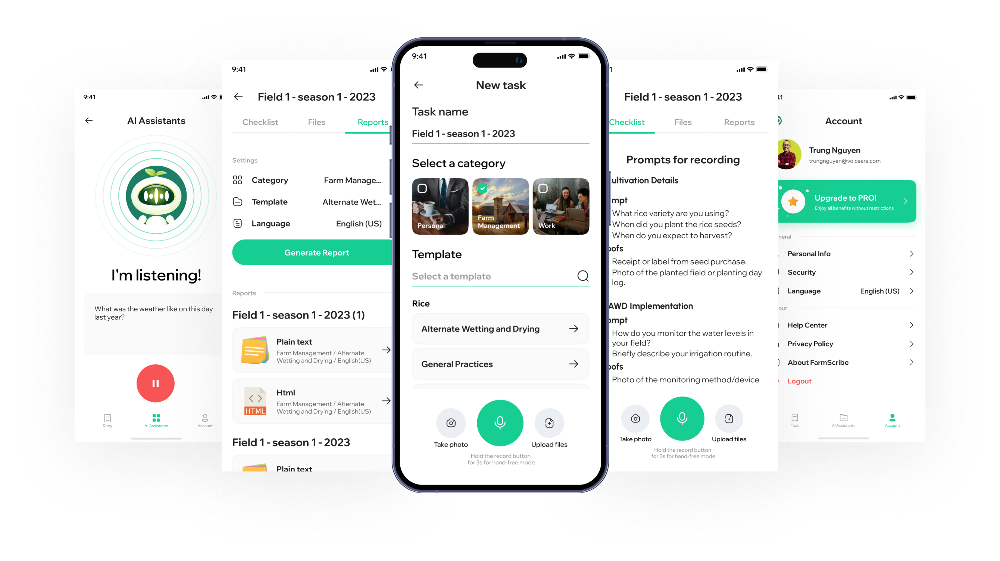 9:41
AI Assistants
I'm listening!
What was the weather like on this day
last year?
Diary
AI Assistants
Account
9:41
Field 1 - season 1 - 2023
Checklist
Files
Reports
Settings
Category
Farm Manage...
Template
Alternate Wet...
Language
English (US)
Generate Report
Reports
Field 1 - season 1 - 2023 (1)
Plain text
Farm Management / Alternate
Wetting and Drying / English(US)
HTML
Html
Farm Management / Alternate
Wetting and Drying / English(US)
Field 1 - season 1 - 2023
Plain text
9:41
New task
Task name
Field 1 - season 1 - 2023
Select a category
Personal
Farm
Management
Work
Template
Select a template
Rice
Alternate Wetting and Drying
General Practices
Take photo
Upload files
Hold the record button
for 3s for hand-free mode
1
Field 1 - season 1 - 2023
Checklist
Files
Reports
Prompts for recording
ultivation Details
mpt
What rice variety are you using?
When did you plant the rice seeds?
When do you expect to harvest?
oofs
Receipt or label from seed purchase.
Photo of the planted field or planting day
log.
AWD Implementation
ompt
How do you monitor the water levels in
your field?
Briefly describe your irrigation routine.
oofs
Photo of the monitoring method/device
Take photo
Upload files
Hold the record button
for 3s for hand-free mode
41
Account
Trung Nguyen
trungnguyen@voiceara.com
Upgrade to PRO!
Enjoy all benefits without restrictions
neral
Personal Info
Security
Language
English (US)
out
Help Center
Privacy Policy
About FarmScribe
Logout
Task
AI Assistants
Account